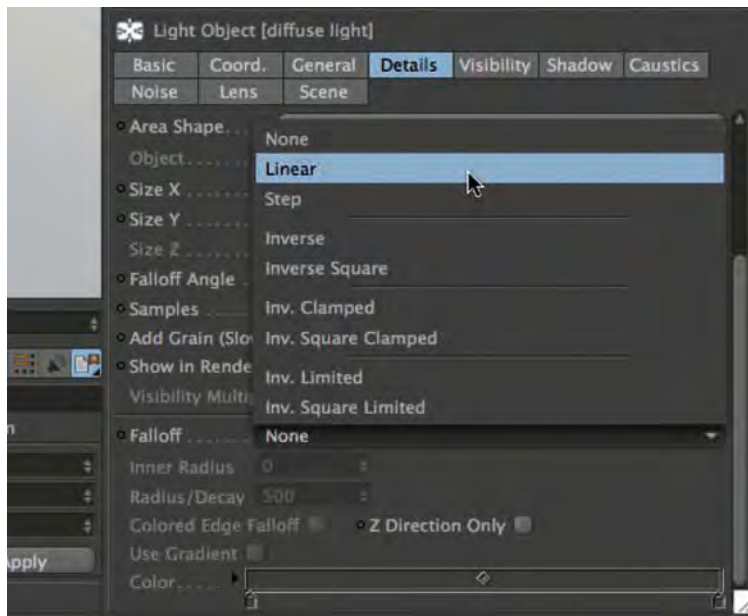 Light Object [diffuse light]
Basic Coord. General Details Visibility Shadow Caustics
Noise Lens Scene
Area Shape....
Object........
Size X
Size Y
Size Z
Falloff Angle
Samples
Add Grain (Slo
Show in Rende
Visibility Multi
None
Linear
Step
Inverse
Inverse Square
Inv. Clamped
Inv. Square Clamped
Inv. Limited
Inv. Square Limited
Falloff None
Inner Radius 0
Radius/Decay 500
Colored Edge Falloff Z Direction Only
Use Gradient
Color.....
n
Apply